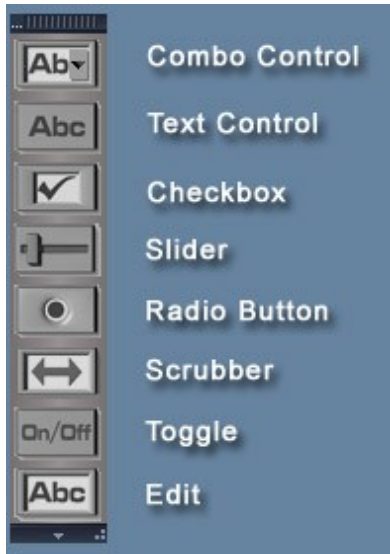 Ab Combo Control
Abc Text Control
Checkbox
Slider
Radio Button
Scrubber
On/Off Toggle
Abc Edit